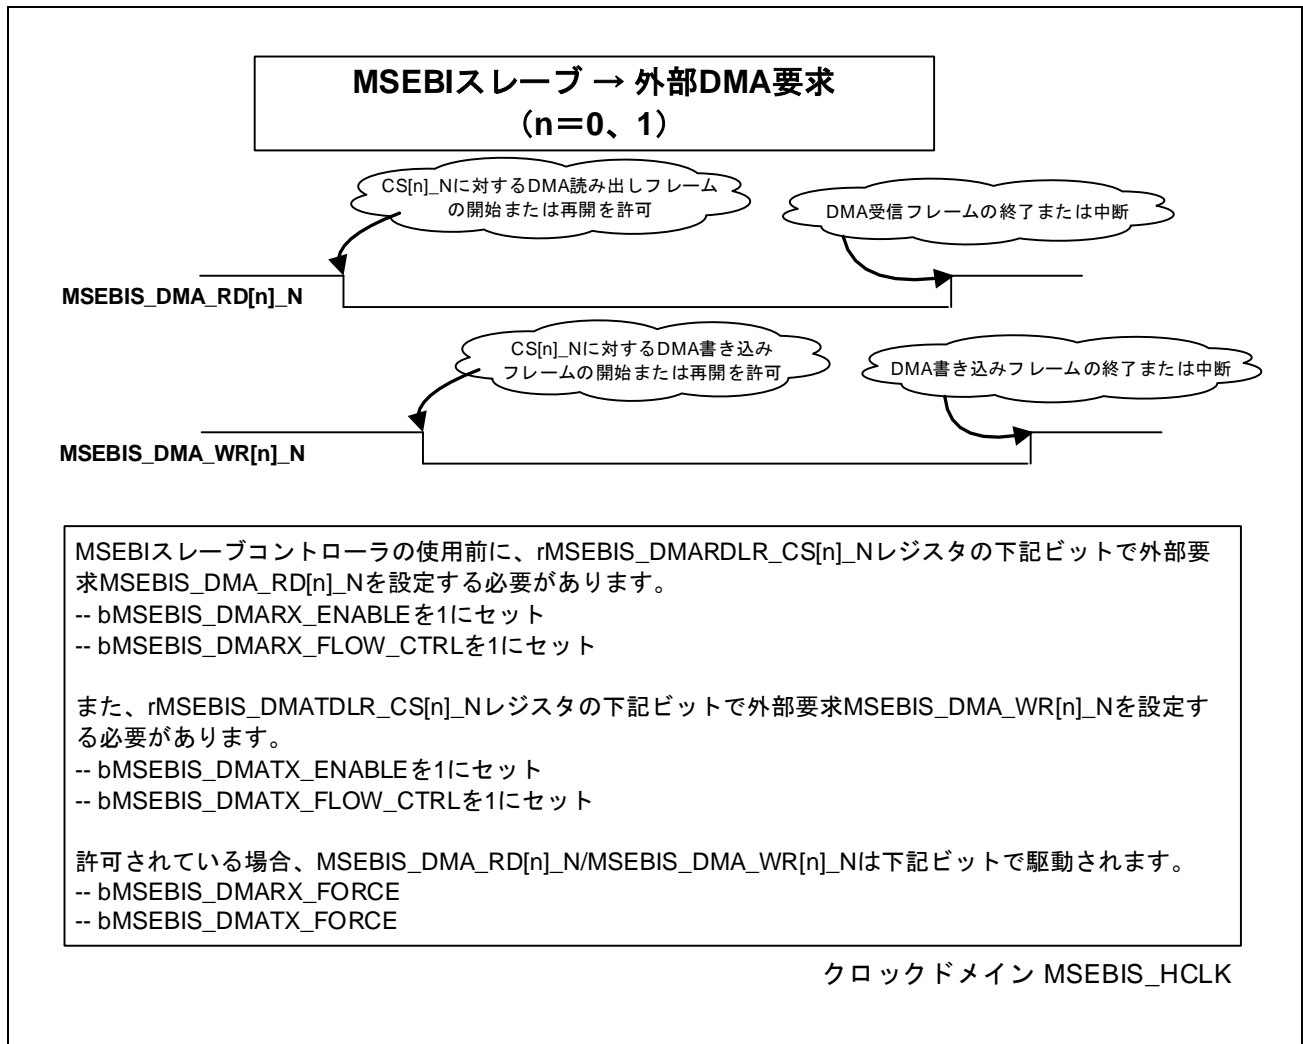 MSEBIスレーブ → 外部DMA要求
（n＝0、1）
CS[n]_Nに対するDMA読み出しフレーム
の開始または再開を許可
DMA受信フレームの終了または中断
MSEBIS_DMA_RD[n]_N
CS[n]_Nに対するDMA書き込み
フレームの開始または再開を許可
DMA書き込みフレームの終了または中断
MSEBIS_DMA_WR[n]_N
MSEBIスレーブコントローラの使用前に、rMSEBIS_DMARDLR_CS[n]_Nレジスタの下記ビットで外部要
求MSEBIS_DMA_RD[n]_Nを設定する必要があります。
-- bMSEBIS_DMARX_ENABLEを1にセット
-- bMSEBIS_DMARX_FLOW_CTRLを1にセット
また、rMSEBIS_DMATDLR_CS[n]_Nレジスタの下記ビットで外部要求MSEBIS_DMA_WR[n]_Nを設定す
る必要があります。
-- bMSEBIS_DMATX_ENABLEを1にセット
-- bMSEBIS_DMATX_FLOW_CTRLを1にセット
許可されている場合、MSEBIS_DMA_RD[n]_N/MSEBIS_DMA_WR[n]_Nは下記ビットで駆動されます。
-- bMSEBIS_DMARX_FORCE
-- bMSEBIS_DMATX_FORCE
クロックドメイン MSEBIS_HCLK